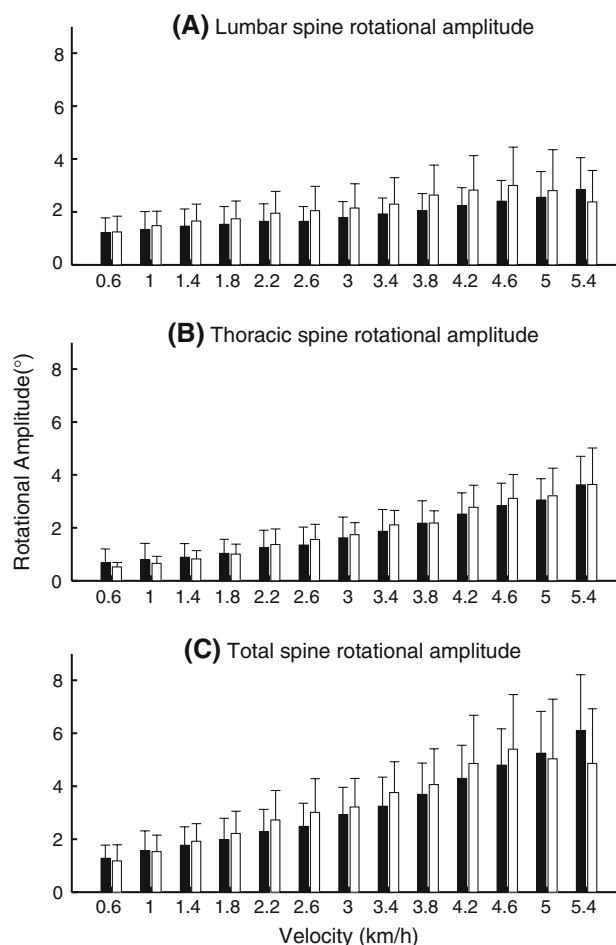 (A) Lumbar spine rotational amplitude
8
6
4
2
0
0.6 1 1.4 1.8 2.2 2.6 3 3.4 3.8 4.2 4.6 5 5.4
(B) Thoracic spine rotational amplitude
Rotational Amplitude(°)
8
6
4
2
0
0.6 1 1.4 1.8 2.2 2.6 3 3.4 3.8 4.2 4.6 5 5.4
(C) Total spine rotational amplitude
8
6
4
2
0
0.6 1 1.4 1.8 2.2 2.6 3 3.4 3.8 4.2 4.6 5 5.4
Velocity (km/h)